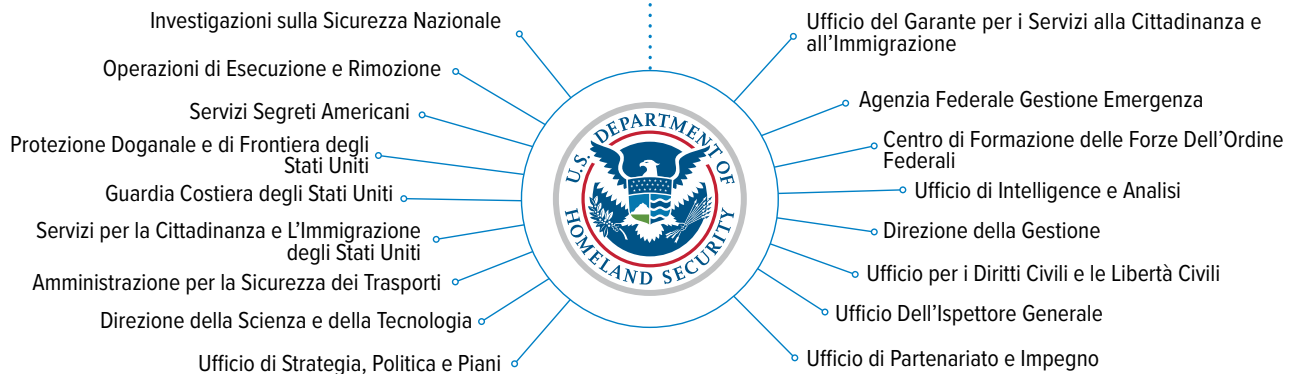 Investigazioni sulla Sicurezza Nazionale
Operazioni di Esecuzione e Rimozione
Servizi Segreti Americani
Protezione Doganale e di Frontiera degli
Stati Uniti
Guardia Costiera degli Stati Uniti
Servizi per la Cittadinanza e L'Immigrazione
degli Stati Uniti
Amministrazione per la Sicurezza dei Trasporti
Direzione della Scienza e della Tecnologia
Ufficio di Strategia, Politica e Piani
U.S. DEPARTMENT OF
HOMELAND SECURITY
Ufficio del Garante per i Servizi alla Cittadinanza e
all'Immigrazione
Agenzia Federale Gestione Emergenza
Centro di Formazione delle Forze Dell'Ordine
Federali
Ufficio di Intelligence e Analisi
Direzione della Gestione
Ufficio per i Diritti Civili e le Libertà Civili
Ufficio Dell'Ispettore Generale
Ufficio di Partenariato e Impegno